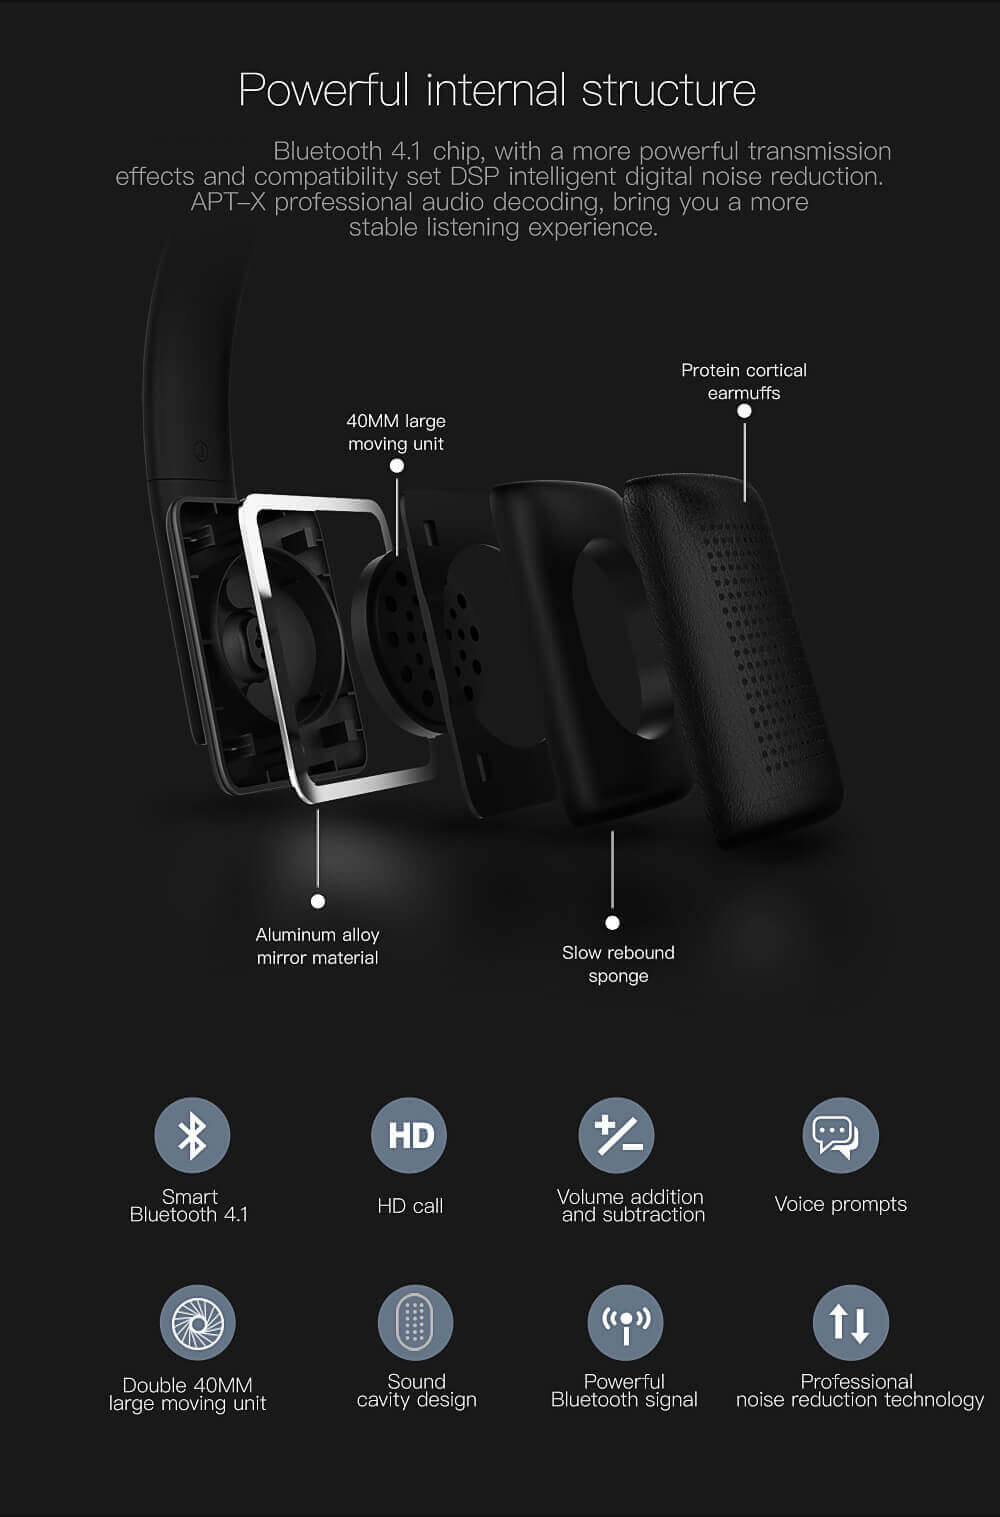 Powerful internal structure
Bluetooth 4.1 chip, with a more powerful transmission
effects and compatibility set DSP intelligent digital noise reduction.
APT-X professional audio decoding, bring you a more
stable listening experience.
Protein cortical
earmuffs
40MM large
moving unit
Aluminum alloy
mirror material
Slow rebound
sponge
HD
Smart
Bluetooth 4.1
HD call
Volume addition
and subtraction
Voice prompts
Double 40MM
large moving unit
Sound
cavity design
Powerful
Bluetooth signal
Professional
noise reduction technology